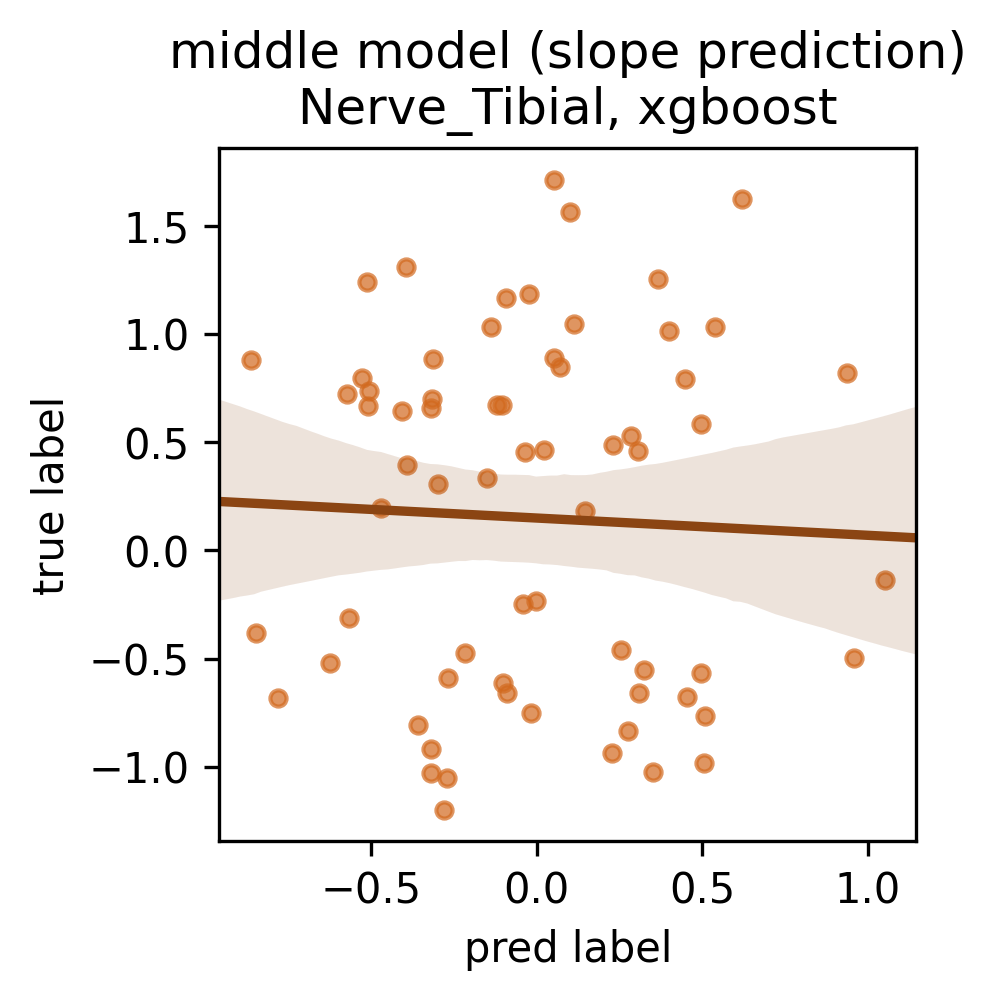 middle model (slope prediction)
Nerve_Tibial, xgboost
1.5
1.0
0.5
0.0
−0.5
−1.0
true label
−0.5 0.0 0.5 1.0
pred label